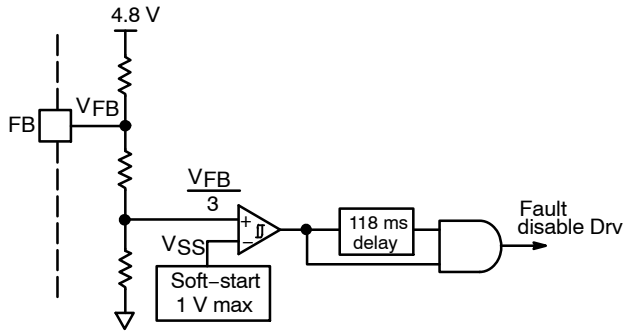 4.8 V
VFB
FB
VFB
3
+
−
VSS
Soft−start
1 V max
118 ms
delay
Fault
disable Drv